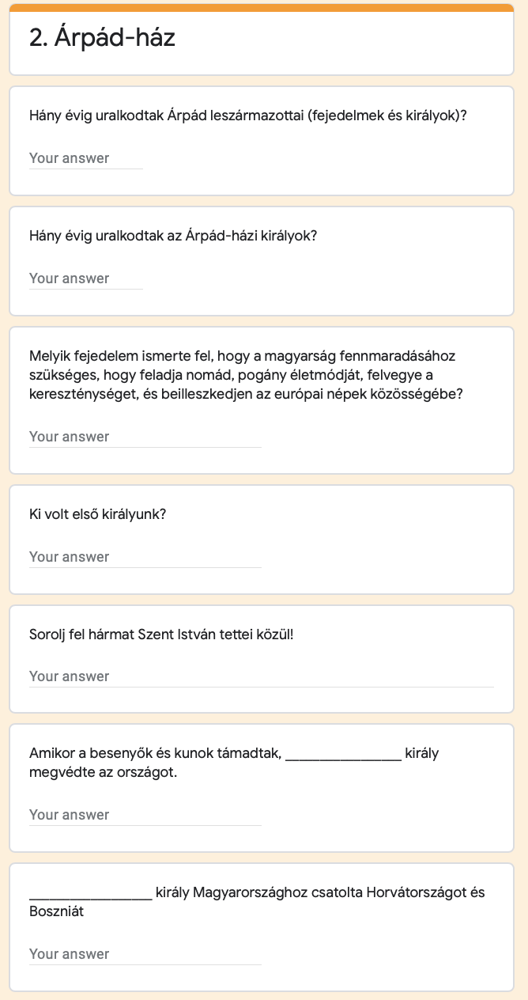 2. Árpád-ház
Hány évig uralkodtak Árpád leszármazottai (fejedelmek és királyok)?
Your answer
Hány évig uralkodtak az Árpád-házi királyok?
Your answer
Melyik fejedelem ismerte fel, hogy a magyarság fennmaradásához
szükséges, hogy feladja nomád, pogány életmódját, felvegye a
kereszténységet, és beilleszkedjen az európai népek közösségébe?
Your answer
Ki volt első királyunk?
Your answer
Sorolj fel hármat Szent István tettei közül!
Your answer
Amikor a besenyők és kunok támadtak, _________________ király
megvédte az országot.
Your answer
__________________ király Magyarországhoz csatolta Horvátországot és
Boszniát
Your answer